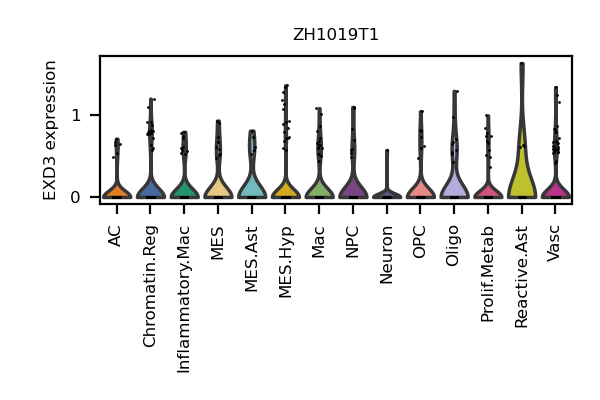 ZH1019T1
EXD3 expression
1
0
AC
Chromatin.Reg
Inflammatory.Mac
MES
MES.Ast
MES.Hyp
Mac
NPC
Neuron
OPC
Oligo
Prolif.Metab
Reactive.Ast
Vasc